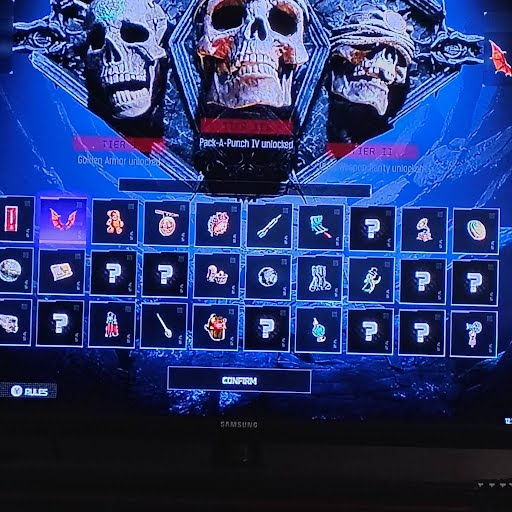 TIER
TIER II
Pack-A-Punch IV unlocked
Golden Armor unlocked
?
?
?
?
?
?
?
?
?
?
CONFIRM
RULES
SAMSUNG